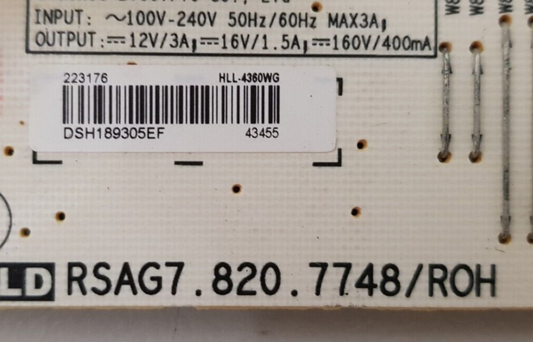 INPUT: ～100V-240V 50Hz/60Hz MAX3A;
OUTPUT:⎓12V/3A;⎓16V/1.5A;⎓160V/400mA
223176 HLL-4360WG
DSH189305EF 43455
LD RSAG7.820.7748/ROH